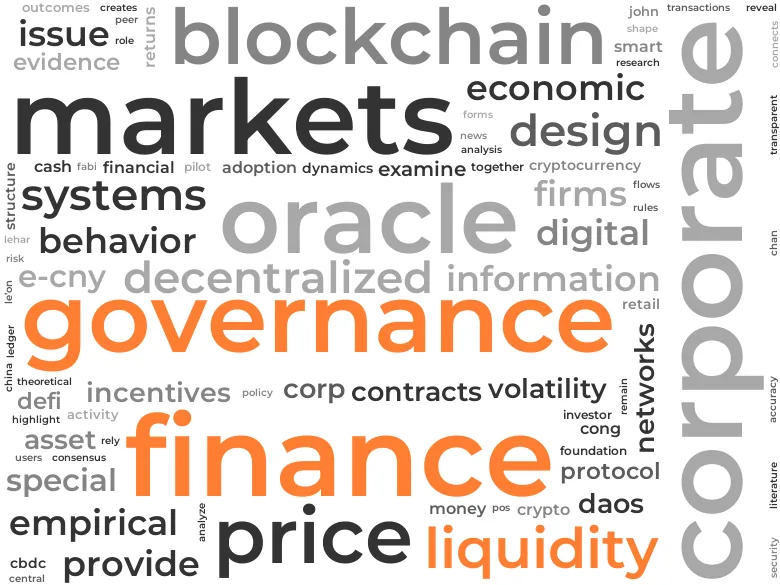 outcomes creates
peer
issue role
evidence
returns
blockchain
john
transactions
reveal
shape
smart
research
connects
markets
economic
forms
news
analysis
design
corporate
transparent
cash fabi financial pilot adoption dynamics examine together cryptocurrency
structure
systems
oracle
firms
flows
rules
lehar
behavior
digital
chan
risk
e-cny decentralized information
le'on
governance
retail
ledger
china
theoretical
defi
incentives policy corp contracts volatility
remain
networks
accuracy
highlight activity
finance
investor
cong
asset rely
users consensus
foundation
special
protocol
literature
empirical
analyze
price
money pos crypto daos
liquidity
cbdc
central
provide
security